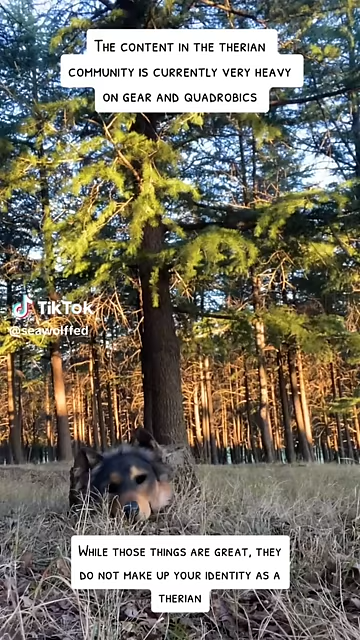 The content in the therian
community is currently very heavy
on gear and quadrobics
TikTok
@seawolffed
While those things are great, they
do not make up your identity as a
therian